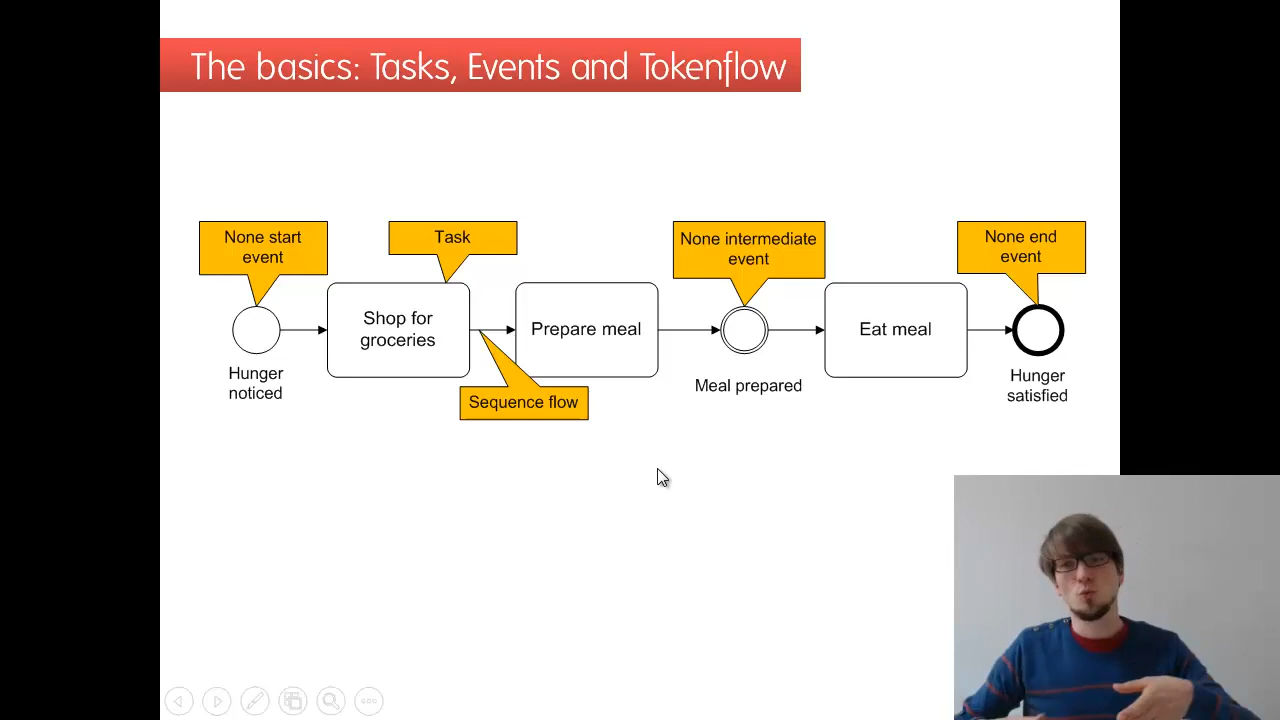 The basics: Tasks, Events and Tokenflow
None start
event
Task
None intermediate
event
None end
event
Shop for
groceries
Prepare meal
Eat meal
Hunger
noticed
Meal prepared
Hunger
satisfied
Sequence flow